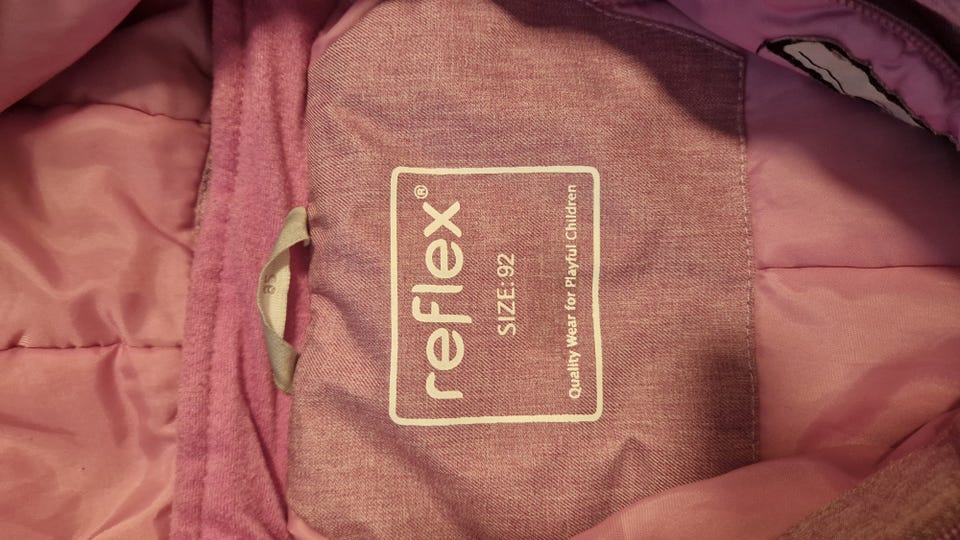 reflex®
SIZE:92
Quality Wear for Playful Children